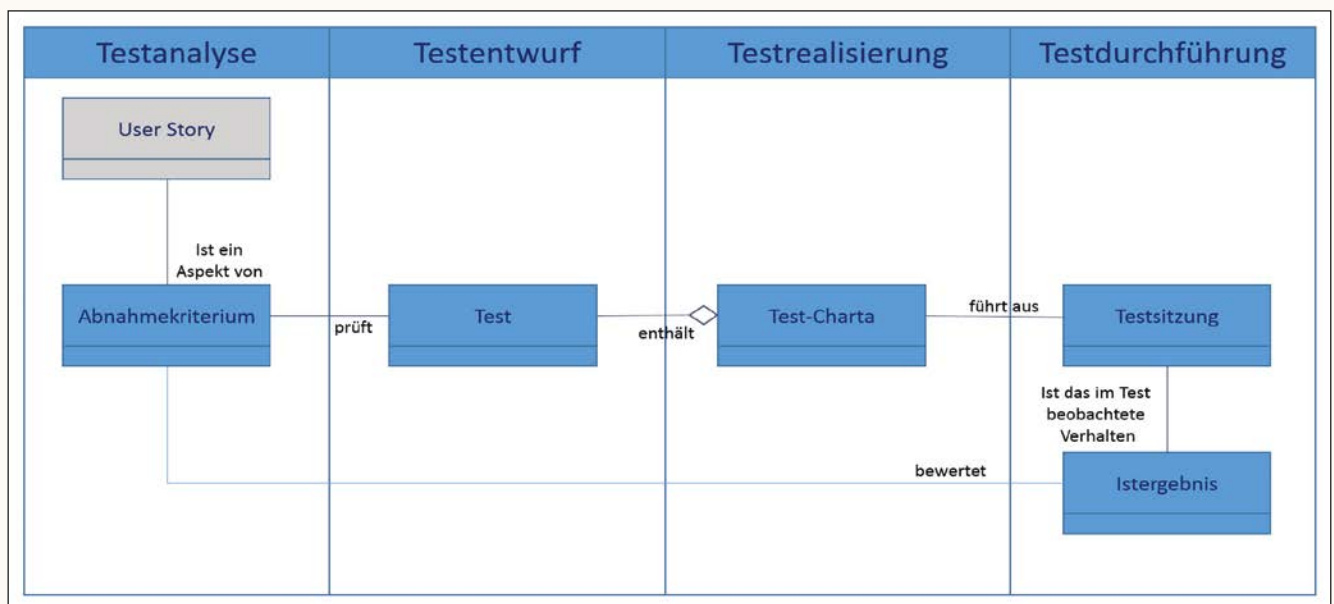 Testanalyse
Testentwurf
Testrealisierung
Testdurchführung
User Story
Ist ein
Aspekt von
Abnahmekriterium
prüft
Test
enthält
Test-Charta
führt aus
Testsitzung
Ist das im Test
beobachtete
Verhalten
bewertet
Istergebnis